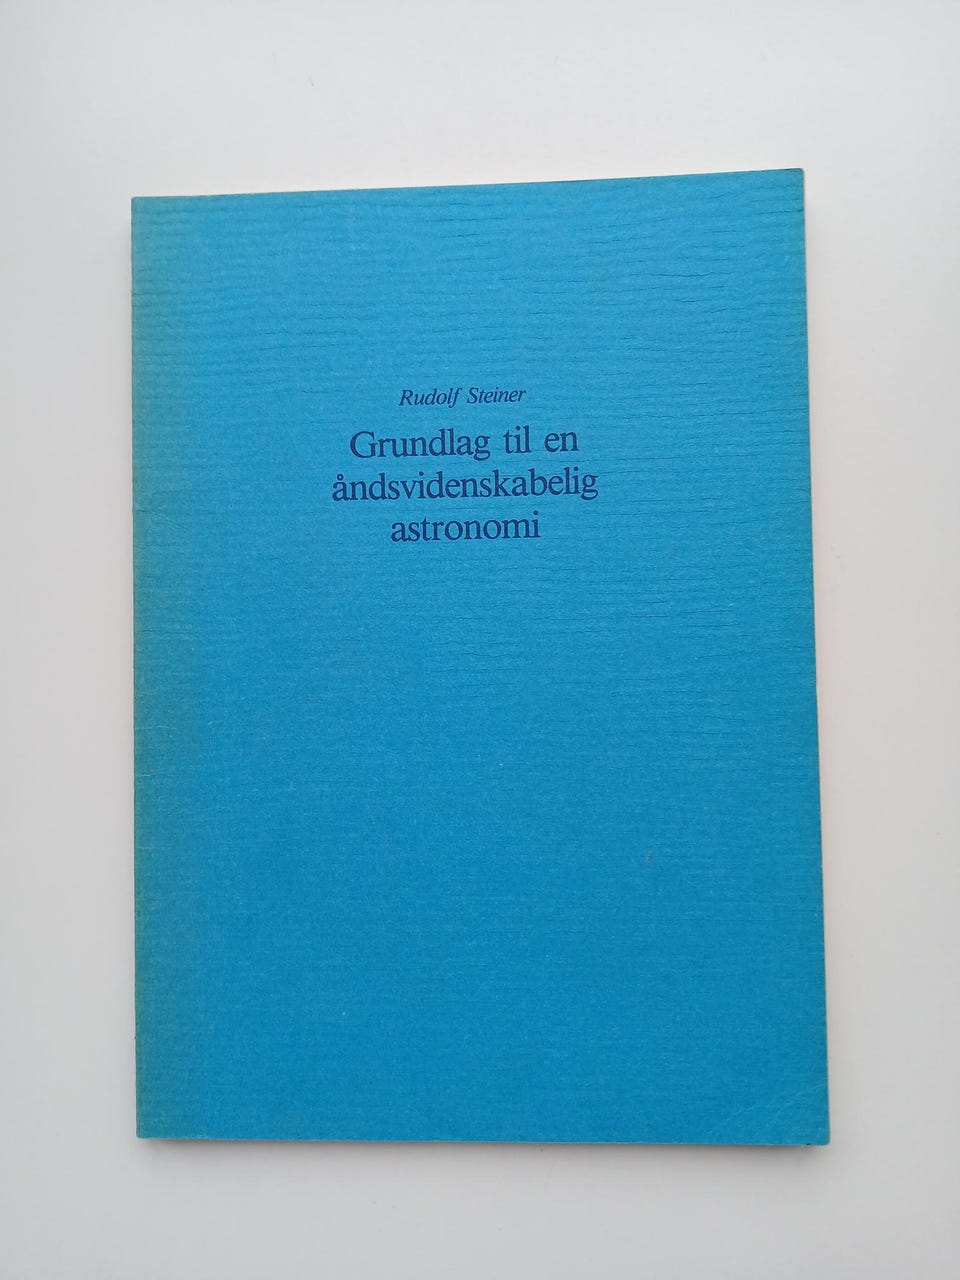 Rudolf Steiner
Grundlag til en
åndsvidenskabelig
astronomi